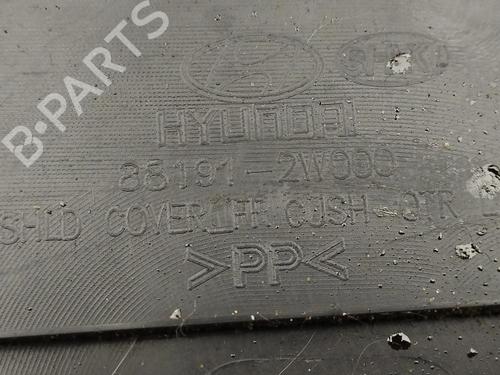 B-PARTS
HYUNDAI
88191-2W000
SHLD COVER-FR CUSH OTR
>PP<